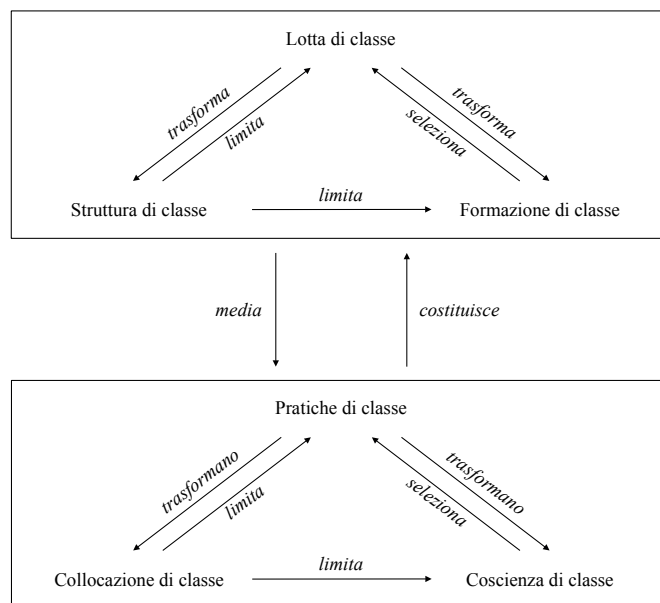 Lotta di classe
trasforma
limita
trasforma
seleziona
Struttura di classe
limita
Formazione di classe
media
costituisce
Pratiche di classe
trasformano
limita
trasformano
seleziona
Collocazione di classe
limita
Coscienza di classe